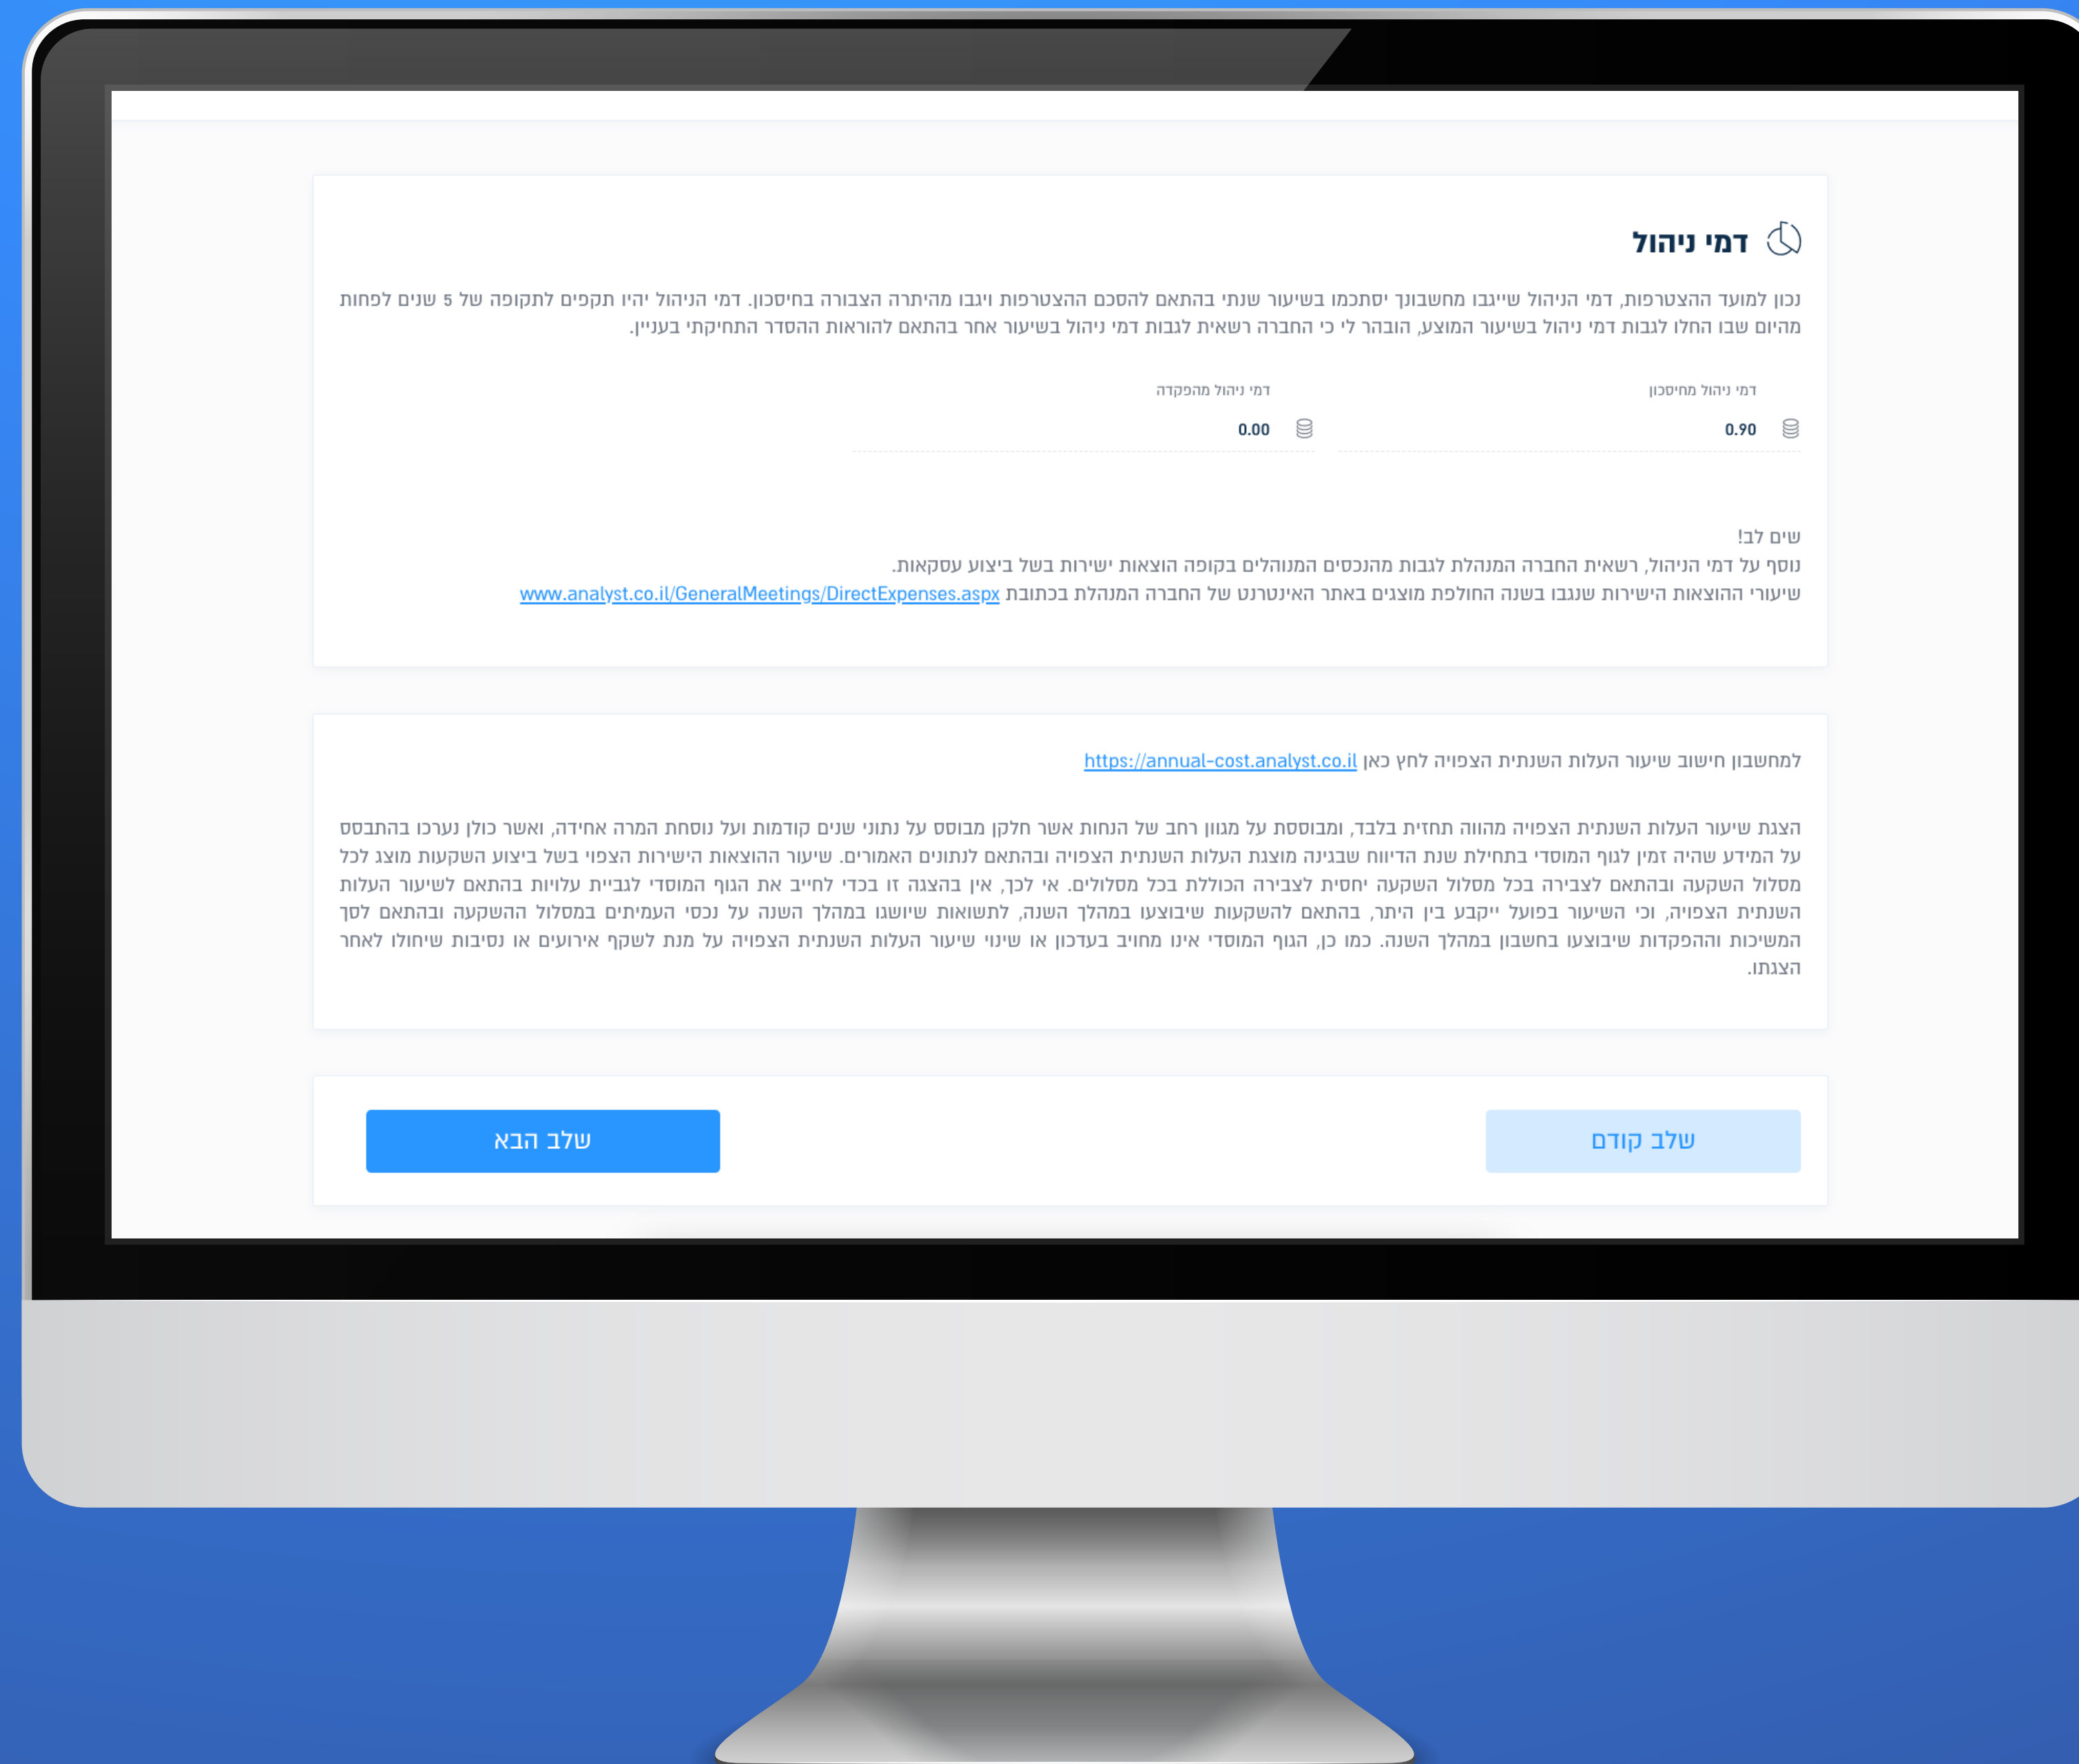 דמי ניהול
נכון למועד ההצטרפות, דמי הניהול שייגבו מחשבונך יסתכמו בשיעור שנתי בהתאם להסכם ההצטרפות ויגבו מהיתרה הצבורה בחיסכון. דמי הניהול יהיו תקפים לתקופה של 5 שנים לפחות
מהיום שבו החלו לגבות דמי ניהול בשיעור המוצע, הובהר לי כי החברה רשאית לגבות דמי ניהול בשיעור אחר בהתאם להוראות ההסדר התחיקתי בעניין.
דמי ניהול מחיסכון
0.90
דמי ניהול מהפקדה
0.00
שים לב!
נוסף על דמי הניהול, רשאית החברה המנהלת לגבות מהנכסים המנוהלים בקופה הוצאות ישירות בשל ביצוע עסקאות.
שיעורי ההוצאות הישירות שנגבו בשנה החולפת מוצגים באתר האינטרנט של החברה המנהלת בכתובת www.analyst.co.il/GeneralMeetings/DirectExpenses.aspx
למחשבון חישוב שיעור העלות השנתית הצפויה לחץ כאן https://annual-cost.analyst.co.il
הצגת שיעור העלות השנתית הצפויה מהווה תחזית בלבד, ומבוססת על מגוון רחב של הנחות אשר חלקן מבוסס על נתוני שנים קודמות ועל נוסחת המרה אחידה, ואשר כולן נערכו בהתבסס
על המידע שהיה זמין לגוף המוסדי בתחילת שנת הדיווח שבגינה מוצגת העלות השנתית הצפויה ובהתאם לנתונים האמורים. שיעור ההוצאות הישירות הצפוי בשל ביצוע השקעות מוצג לכל
מסלול השקעה ובהתאם לצבירה בכל מסלול השקעה יחסית לצבירה הכוללת בכל מסלולים. אי לכך, אין בהצגה זו בכדי לחייב את הגוף המוסדי לגביית עלויות בהתאם לשיעור העלות
השנתית הצפויה, וכי השיעור בפועל ייקבע בין היתר, בהתאם להשקעות שיבוצעו במהלך השנה, לתשואות שיושגו במהלך השנה על נכסי העמיתים במסלול ההשקעה ובהתאם לסך
המשיכות וההפקדות שיבוצעו בחשבון במהלך השנה. כמו כן, הגוף המוסדי אינו מחויב בעדכון או שינוי שיעור העלות השנתית הצפויה על מנת לשקף אירועים או נסיבות שיחולו לאחר
הצגתו.
שלב קודם
שלב הבא